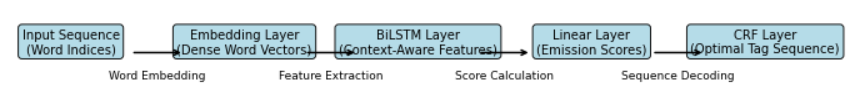 Input Sequence
(Word Indices)
Embedding Layer
(Dense Word Vectors)
BiLSTM Layer
(Context-Aware Features)
Linear Layer
(Emission Scores)
CRF Layer
(Optimal Tag Sequence)
Word Embedding
Feature Extraction
Score Calculation
Sequence Decoding